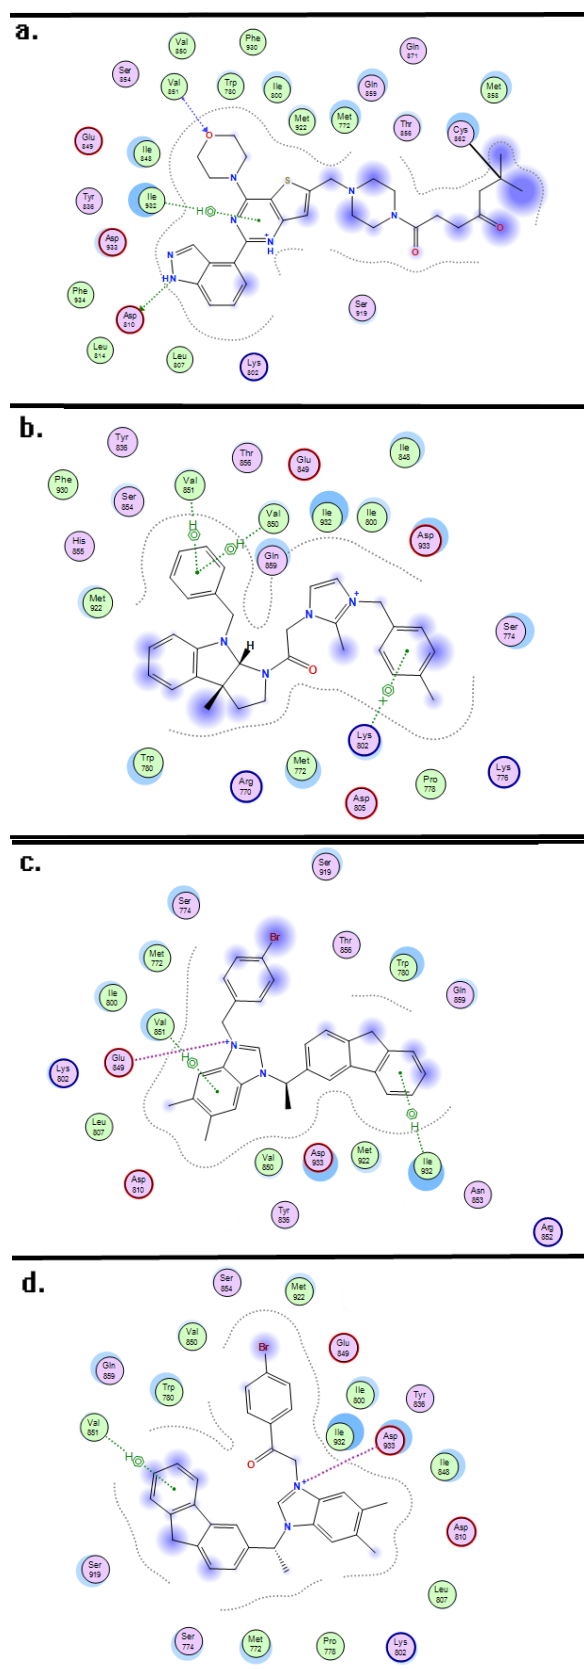 a.
Val
850
Phe
930
Gln
871
Ser
854
Val
851
Trp
780
Ile
800
Gln
859
Met
858
Met
922
Met
772
Thr
856
Cys
862
Glu
849
Ile
848
O
N
S
Tyr
836
Ile
932
H
N
N
N
O
Asp
933
N
N
+
H
O
N
HN
Phe
934
Asp
810
Ser
919
Leu
814
Leu
807
Lys
802
b.
Tyr
836
Thr
856
Glu
849
Ile
848
Phe
930
Val
851
Ser
854
Val
850
Ile
932
Ile
800
H
H
Asp
933
His
855
Gln
859
Met
922
N
N
+
Ser
774
N
H
N
O
+
Lys
802
Trp
780
Met
772
Arg
770
Pro
778
Lys
776
Asp
805
c.
Ser
919
Ser
774
Br
Thr
856
Met
772
Trp
780
Ile
800
Gln
859
Val
851
N
+
Glu
849
H
Lys
802
N
H
Leu
807
Val
850
Asp
933
Met
922
Ile
932
Asp
810
Asn
853
Tyr
836
Arg
852
d.
Ser
854
Met
922
Val
850
Br
Glu
849
Gln
859
Trp
780
Ile
800
Tyr
836
Val
851
Ile
932
Asp
933
H
O
Ile
848
N
+
N
Asp
810
Ser
919
Leu
807
Ser
774
Met
772
Pro
778
Lys
802